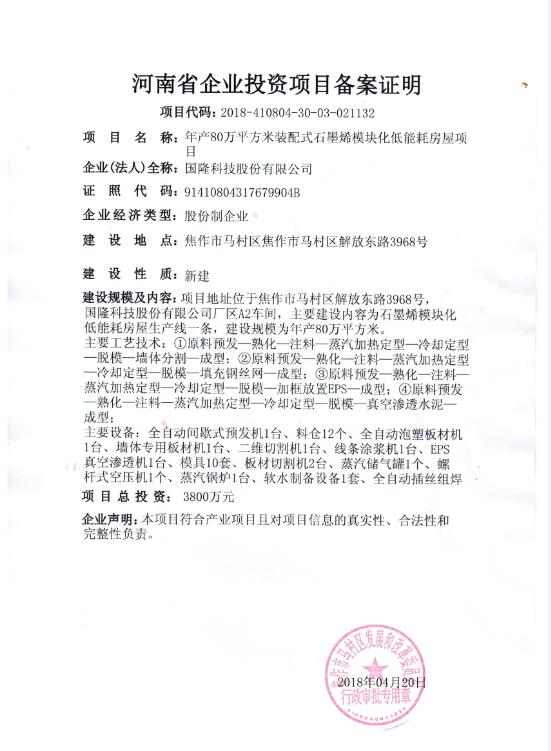 河南省企业投资项目备案证明
项目代码：2018-410804-30-03-021132
项 目 名 称：年产80万平方米装配式石墨烯模块化低能耗房屋项
目
企业(法人)全称：国隆科技股份有限公司
证 照 代 码：91410804317679904B
企业经济类型：股份制企业
建 设 地 点：焦作市马村区焦作市马村区解放东路3968号
建 设 性 质：新建
建设规模及内容：项目地址位于焦作市马村区解放东路3968号，
国隆科技股份有限公司厂区A2车间，主要建设内容为石墨烯模块化
低能耗房屋生产线一条，建设规模为年产80万平方米。
主要工艺技术：①原料预发—熟化—注料—蒸汽加热定型—冷却定型
—脱模—墙体分割—成型；②原料预发—熟化—注料—蒸汽加热定型
—冷却定型—脱模—填充钢丝网—成型；③原料预发—熟化—注料—
蒸汽加热定型—冷却定型—脱模—加框放置EPS—成型；④原料预发
—熟化—注料—蒸汽加热定型—冷却定型—脱模—真空渗透水泥—
成型；
主要设备：全自动间歇式预发机1台、料仓12个、全自动泡塑板材机
1台、墙体专用板材机1台、二维切割机1台、线条涂浆机1台、EPS
真空渗透机1台、模具10套、板材切割机2台、蒸汽储气罐1个、螺
杆式空压机1个、蒸汽锅炉1台、软水制备设备1套、全自动插丝组焊
项 目 总 投 资：3800万元
企业声明：本项目符合产业项目且对项目信息的真实性、合法性和
完整性负责。
焦作市马村区发展和改革委员会
2018年04月20日
行政审批专用章